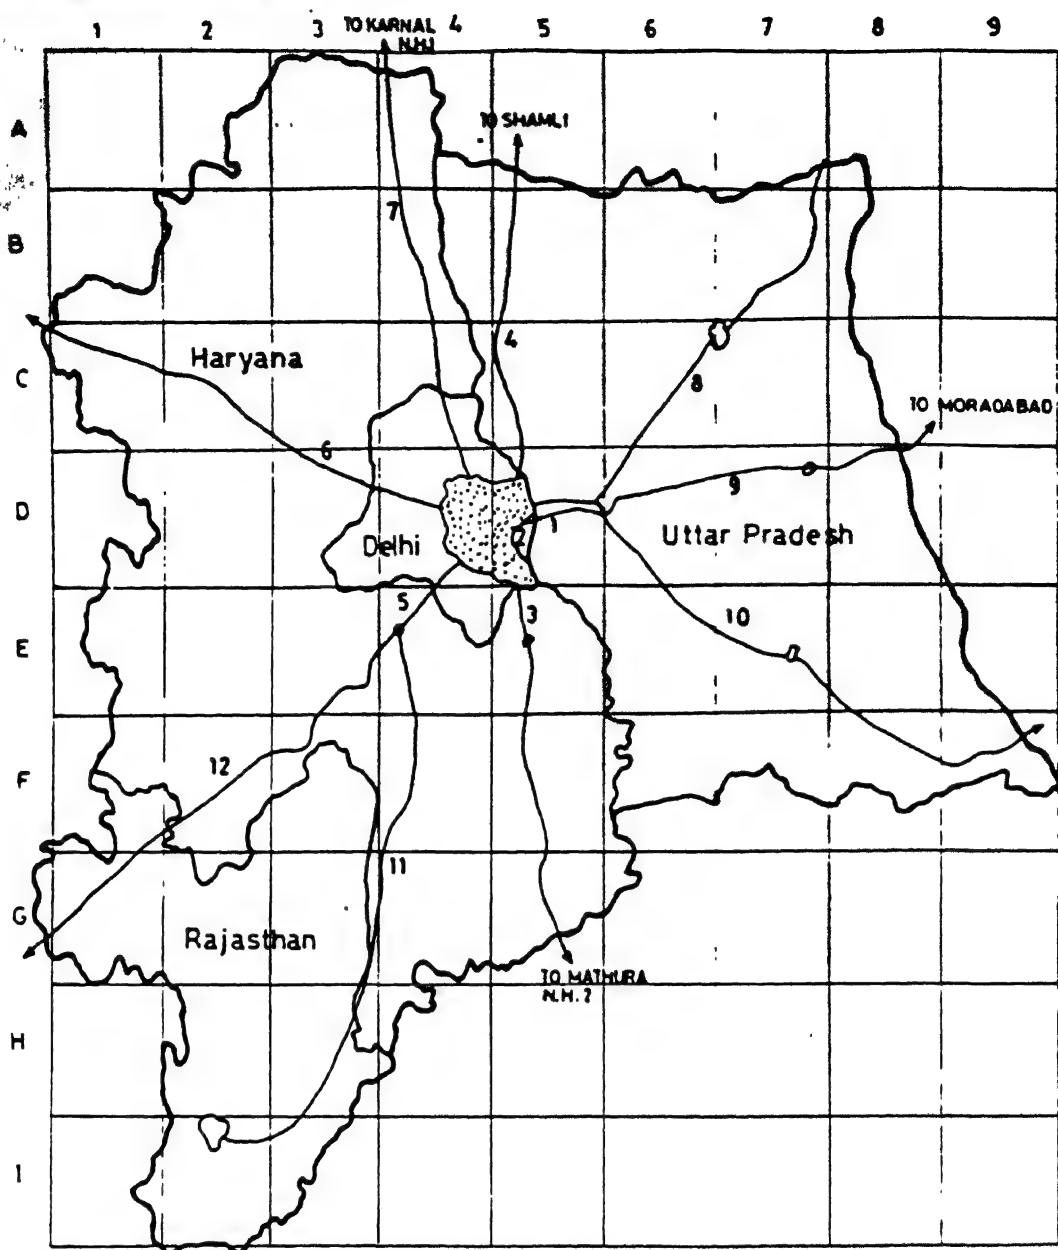 1 2 3 4 5 6 7 8 9
TO KARNAL
N.H.1
A
TO SHAMLI
B
7
4
C
Haryana
8
TO MORADABAD
6
9
D
Delhi
2
1
Uttar Pradesh
E
5
3
10
F
12
G
11
Rajasthan
TO MATHURA
N.H.2
H
I